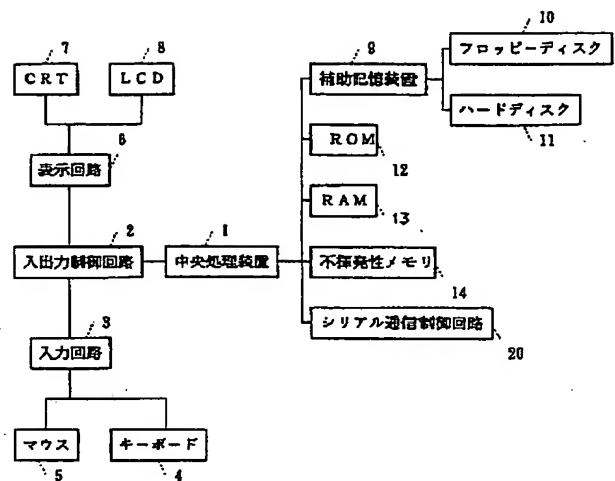 10
7
8
9
フロッピーディスク
CRT
LCD
補助記憶装置
ハードディスク
6
11
ROM
表示回路
12
RAM
2
1
13
入出力制御回路
中央処理装置
不揮発性メモリ
14
3
シリアル通信制御回路
入力回路
20
マウス
キーボード
5
4